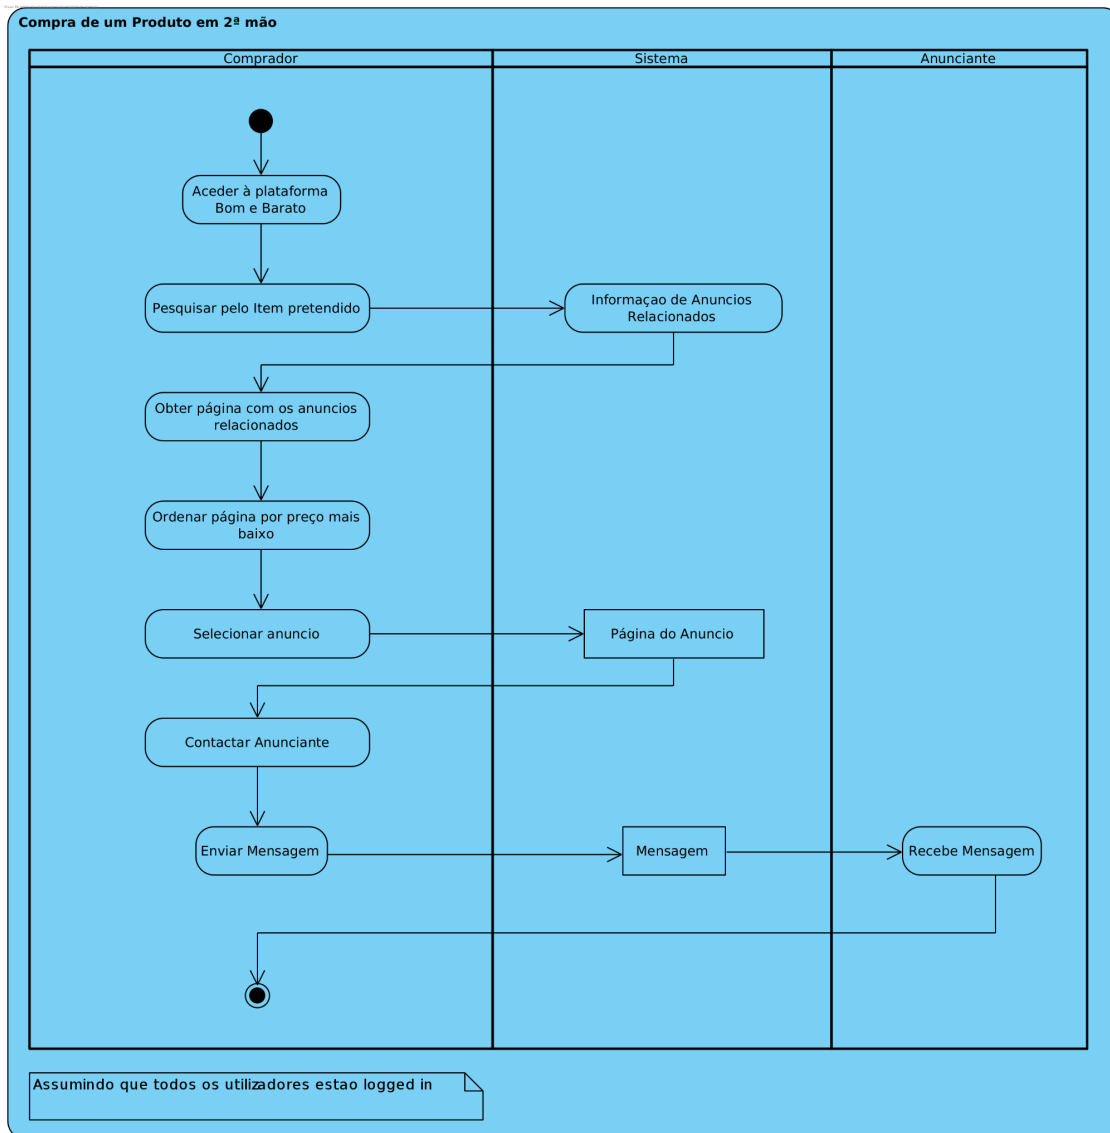 Compra de um Produto em 2ª mão
Comprador
Sistema
Anunciante
Aceder à plataforma
Bom e Barato
Pesquisar pelo Item pretendido
Informaçao de Anuncios
Relacionados
Obter página com os anuncios
relacionados
Ordenar página por preço mais
baixo
Selecionar anuncio
Página do Anuncio
Contactar Anunciante
Enviar Mensagem
Mensagem
Recebe Mensagem
Assumindo que todos os utilizadores estao logged in